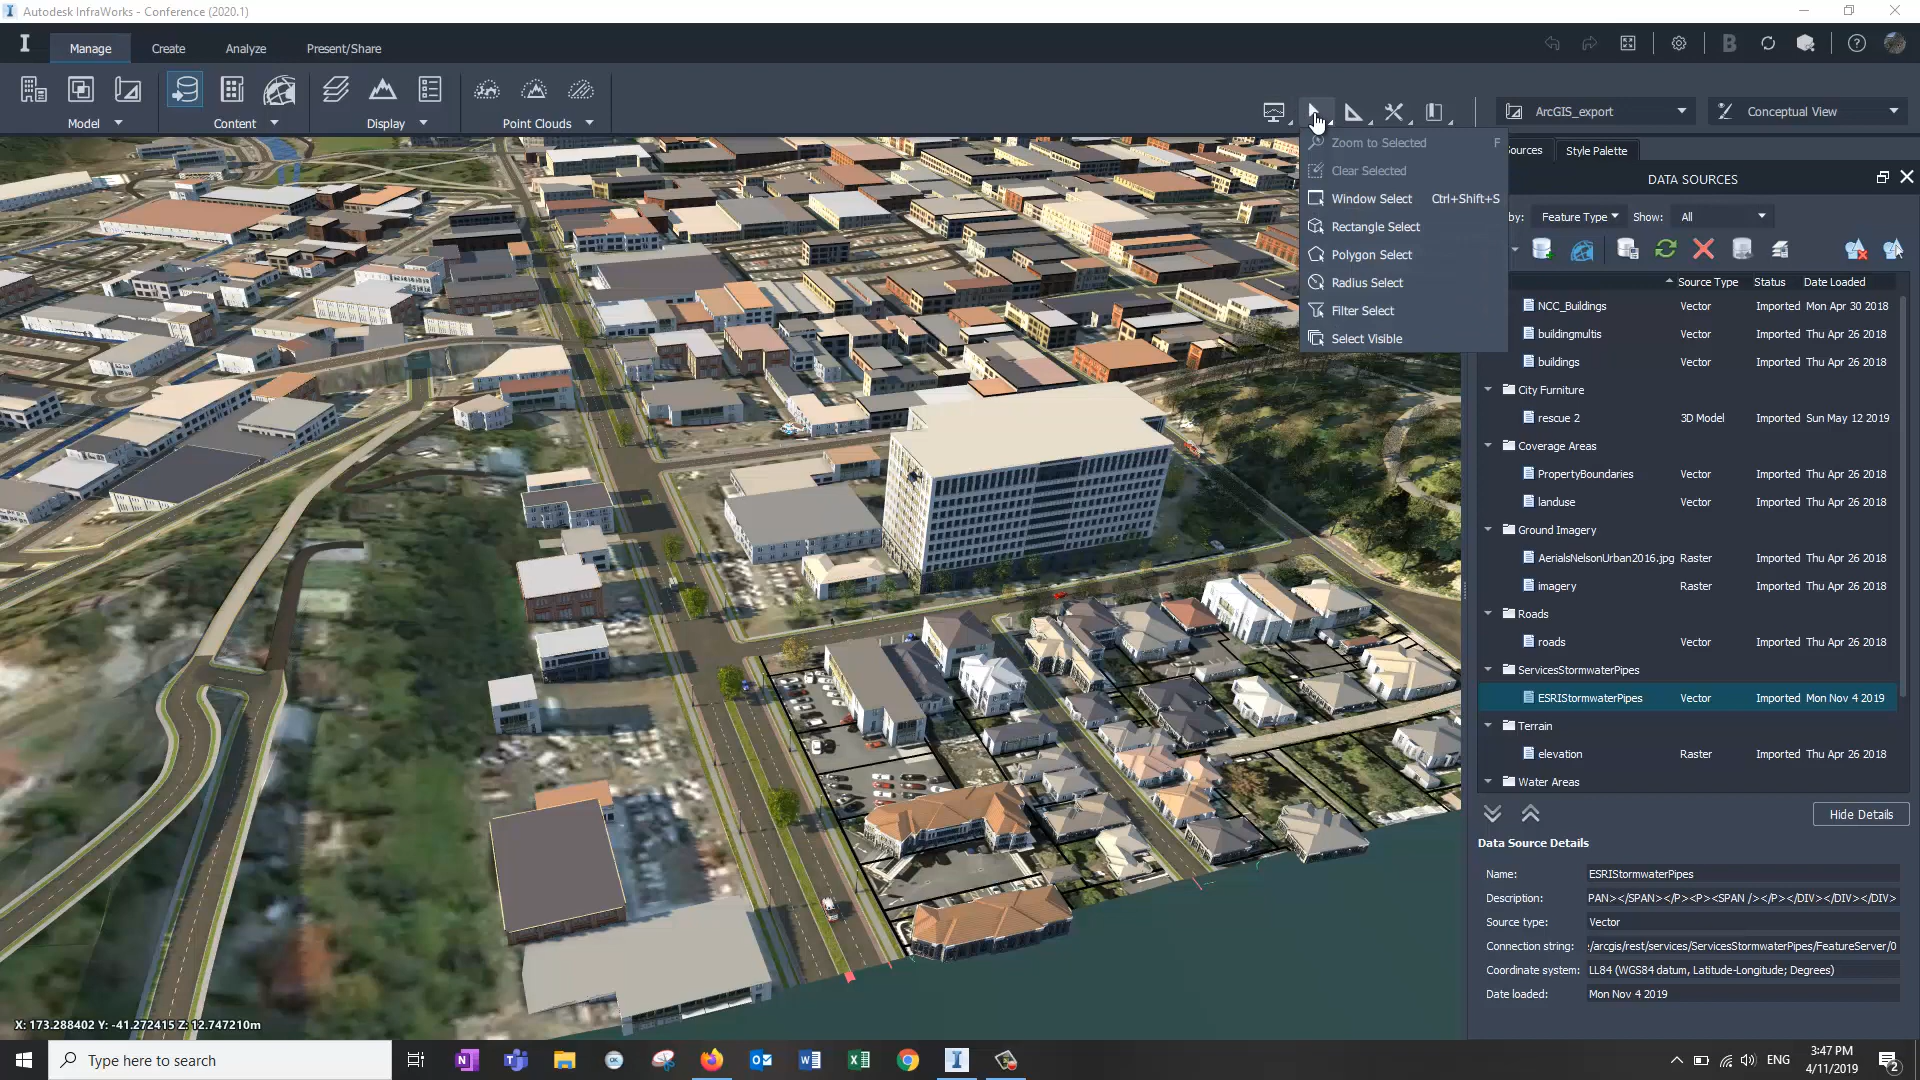 Autodesk InfraWorks - Conference (2020.1)
I
Manage
Create
Analyze
Present/Share
B
Model
Content
Display
Point Clouds
ArcGIS_export
Conceptual View
Zoom to Selected F
Clear Selected
Window Select Ctrl+Shift+S
Rectangle Select
Polygon Select
Radius Select
Filter Select
Select Visible
ources
Style Palette
DATA SOURCES
by: Feature Type Show: All
Source Type Status Date Loaded
NCC_Buildings Vector Imported Mon Apr 30 2018
buildingmultis Vector Imported Thu Apr 26 2018
buildings Vector Imported Thu Apr 26 2018
City Furniture
rescue 2 3D Model Imported Sun May 12 2019
Coverage Areas
PropertyBoundaries Vector Imported Thu Apr 26 2018
landuse Vector Imported Thu Apr 26 2018
Ground Imagery
AerialsNelsonUrban2016.jpg Raster Imported Thu Apr 26 2018
imagery Raster Imported Thu Apr 26 2018
Roads
roads Vector Imported Thu Apr 26 2018
ServicesStormwaterPipes
ESRIStormwaterPipes Vector Imported Mon Nov 4 2019
Terrain
elevation Raster Imported Thu Apr 26 2018
Water Areas
Hide Details
Data Source Details
Name: ESRIStormwaterPipes
Description: PAN></SPAN></P><P><SPAN /></P></DIV></DIV></DIV>
Source type: Vector
Connection string: :/arcgis/rest/services/ServicesStormwaterPipes/FeatureServer/0
Coordinate system: LL84 (WGS84 datum, Latitude-Longitude; Degrees)
Date loaded: Mon Nov 4 2019
X: 173.288402 Y: -41.272415 Z: 12.747210m
Type here to search
ENG
3:47 PM
4/11/2019
2